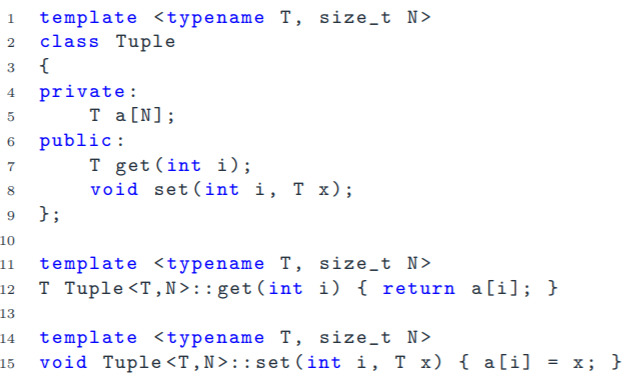 1 template <typename T, size_t N>
2 class Tuple
3 {
4 private:
5     T a[N];
6 public:
7     T get(int i);
8     void set(int i, T x);
9 };
10
11 template <typename T, size_t N>
12 T Tuple<T,N>::get(int i) { return a[i]; }
13
14 template <typename T, size_t N>
15 void Tuple<T,N>::set(int i, T x) { a[i] = x; }